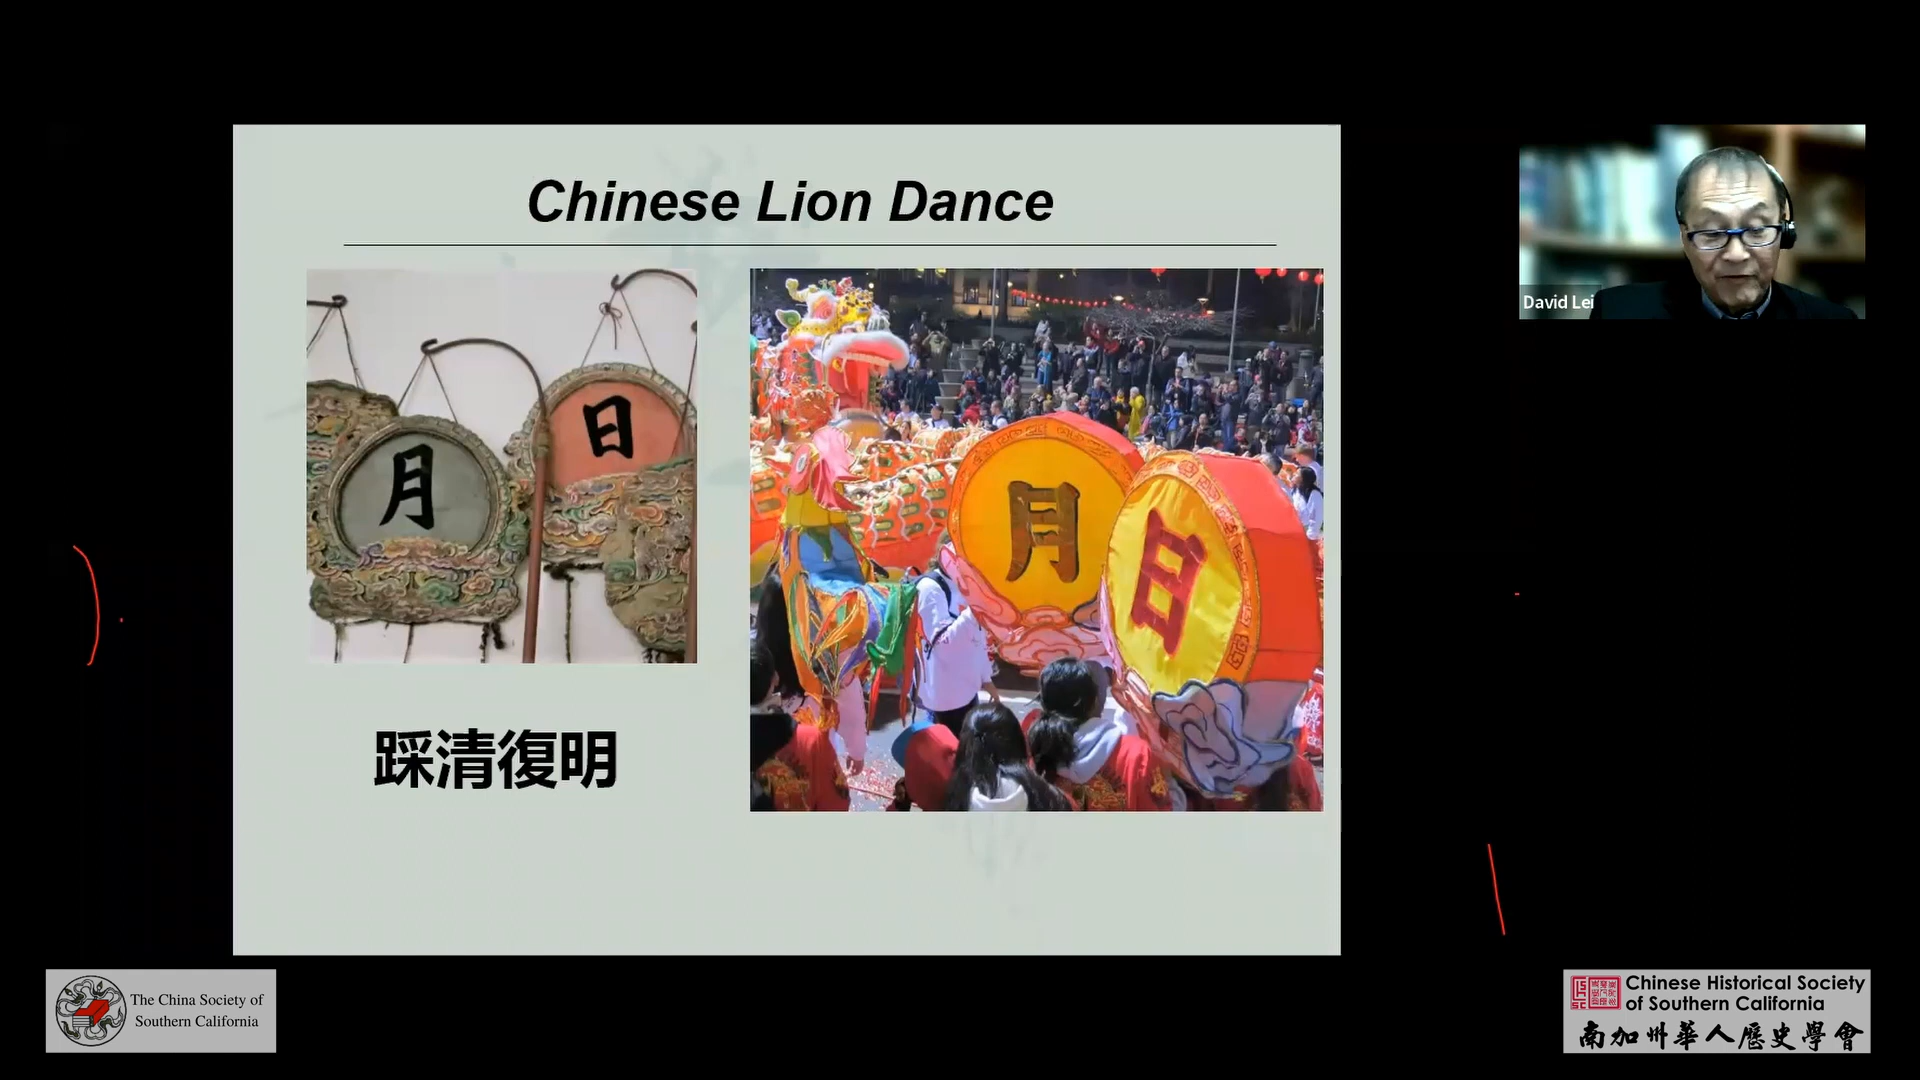 Chinese Lion Dance
月
日
月
日
踩清復明
David Lei
The China Society of
Southern California
Chinese Historical Society
of Southern California
南加州華人歷史學會